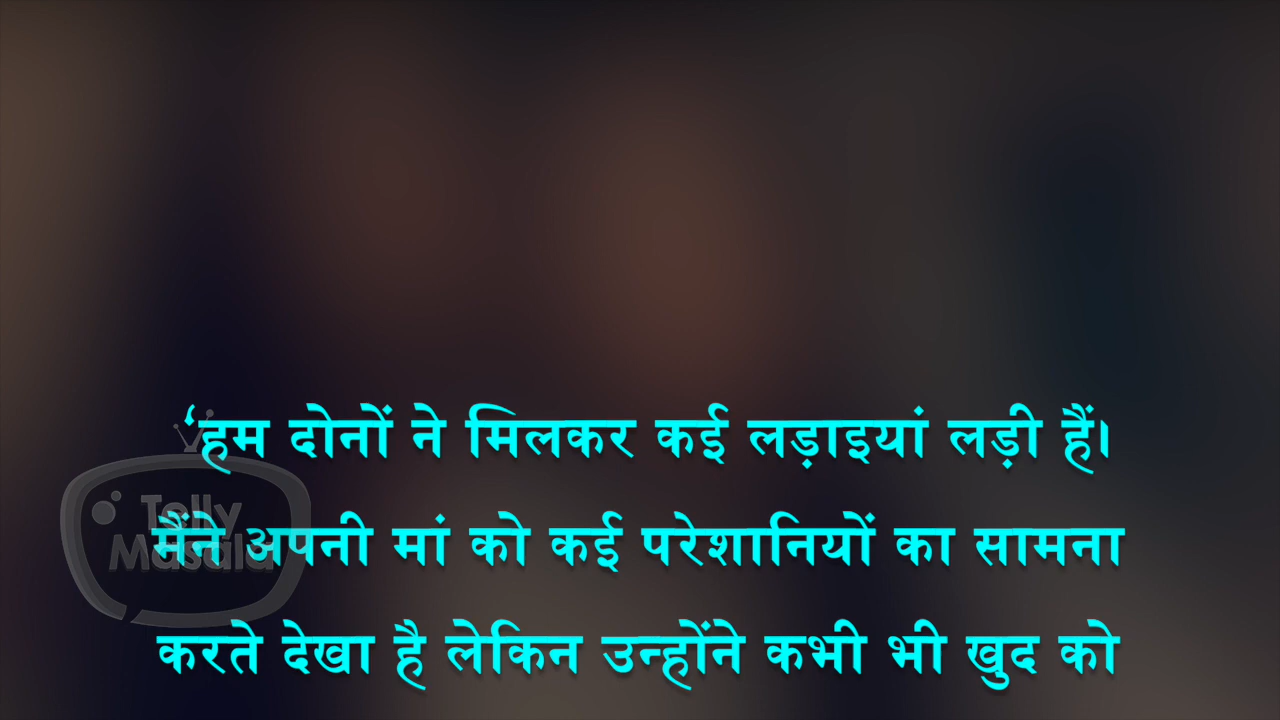 ‘हम दोनों ने मिलकर कई लड़ाइयां लड़ी हैं।
Telly
Masala
मैंने अपनी मां को कई परेशानियों का सामना
करते देखा है लेकिन उन्होंने कभी भी खुद को